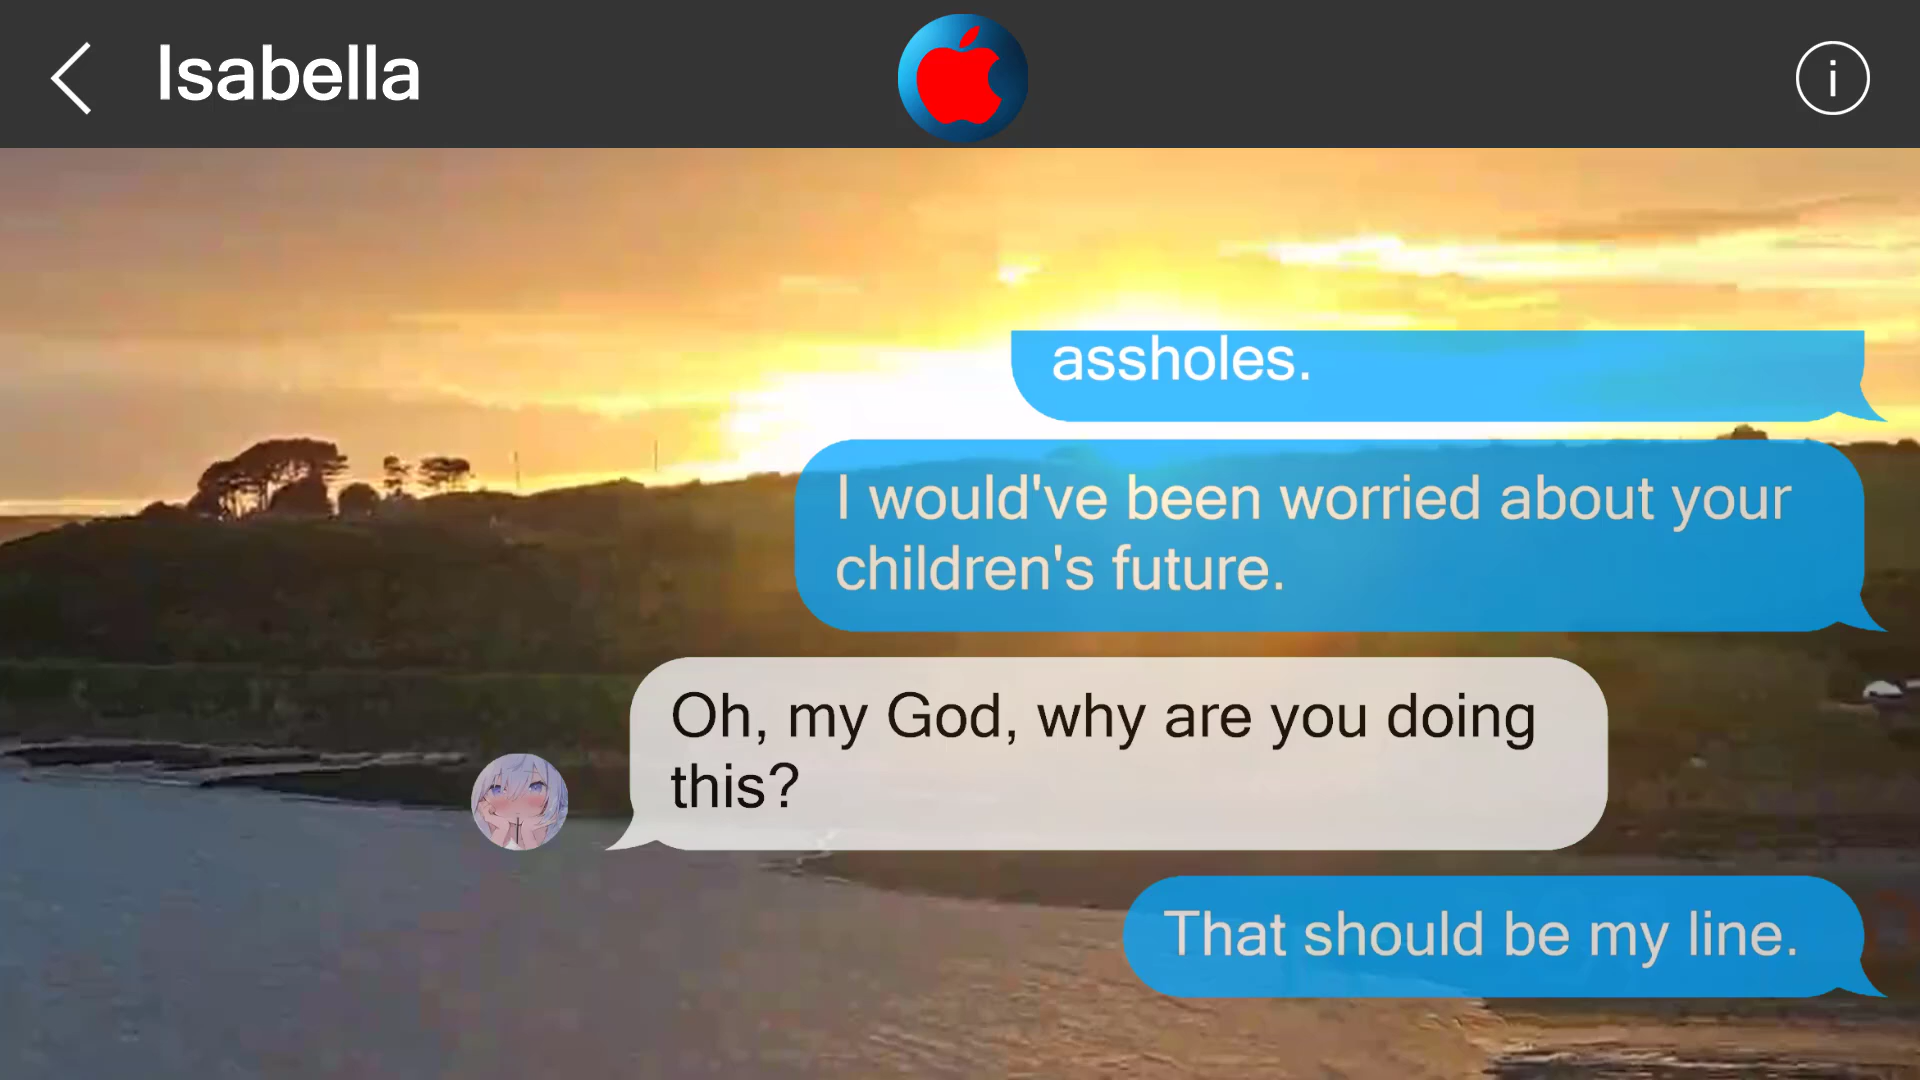 Isabella
i
assholes.
I would've been worried about your
children's future.
Oh, my God, why are you doing
this?
That should be my line.